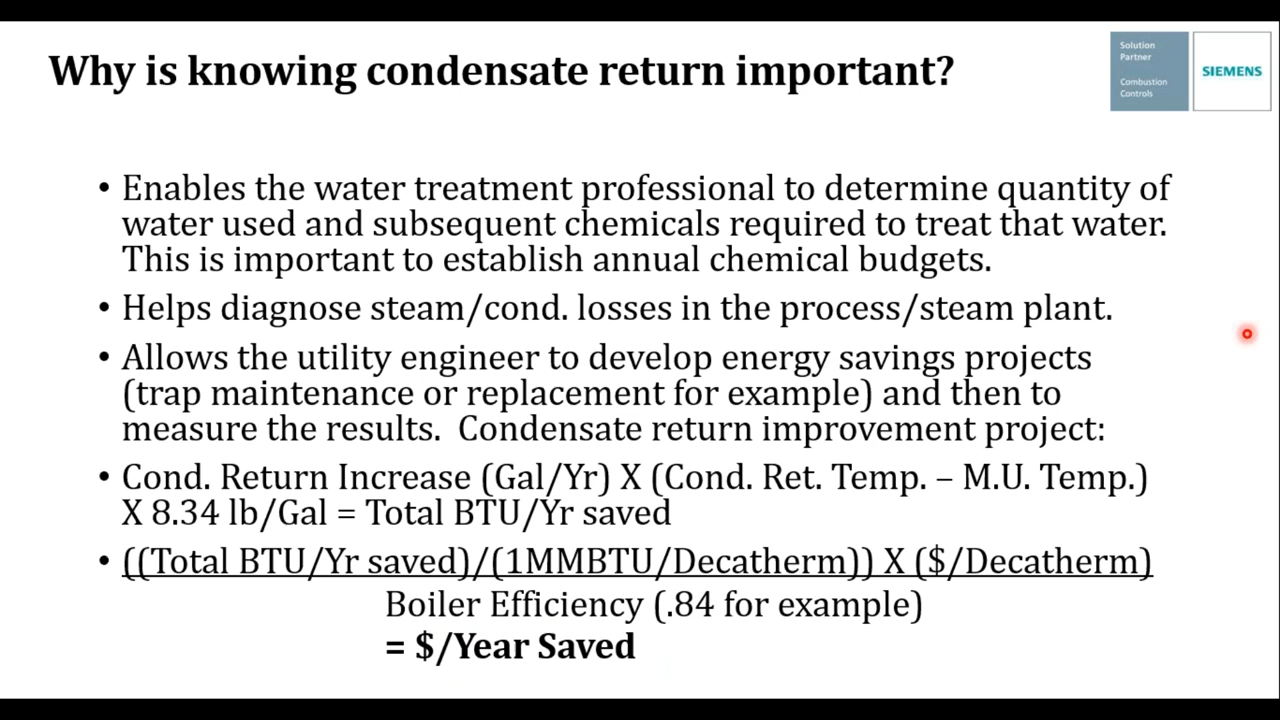 Why is knowing condensate return important?
Solution
Partner
Combustion
Controls
SIEMENS
• Enables the water treatment professional to determine quantity of
water used and subsequent chemicals required to treat that water.
This is important to establish annual chemical budgets.
• Helps diagnose steam/cond. losses in the process/steam plant.
• Allows the utility engineer to develop energy savings projects
(trap maintenance or replacement for example) and then to
measure the results.  Condensate return improvement project:
• Cond. Return Increase (Gal/Yr) X (Cond. Ret. Temp. – M.U. Temp.)
X 8.34 lb/Gal = Total BTU/Yr saved
• ((Total BTU/Yr saved)/(1MMBTU/Decatherm)) X ($/Decatherm)
Boiler Efficiency (.84 for example)
= $/Year Saved